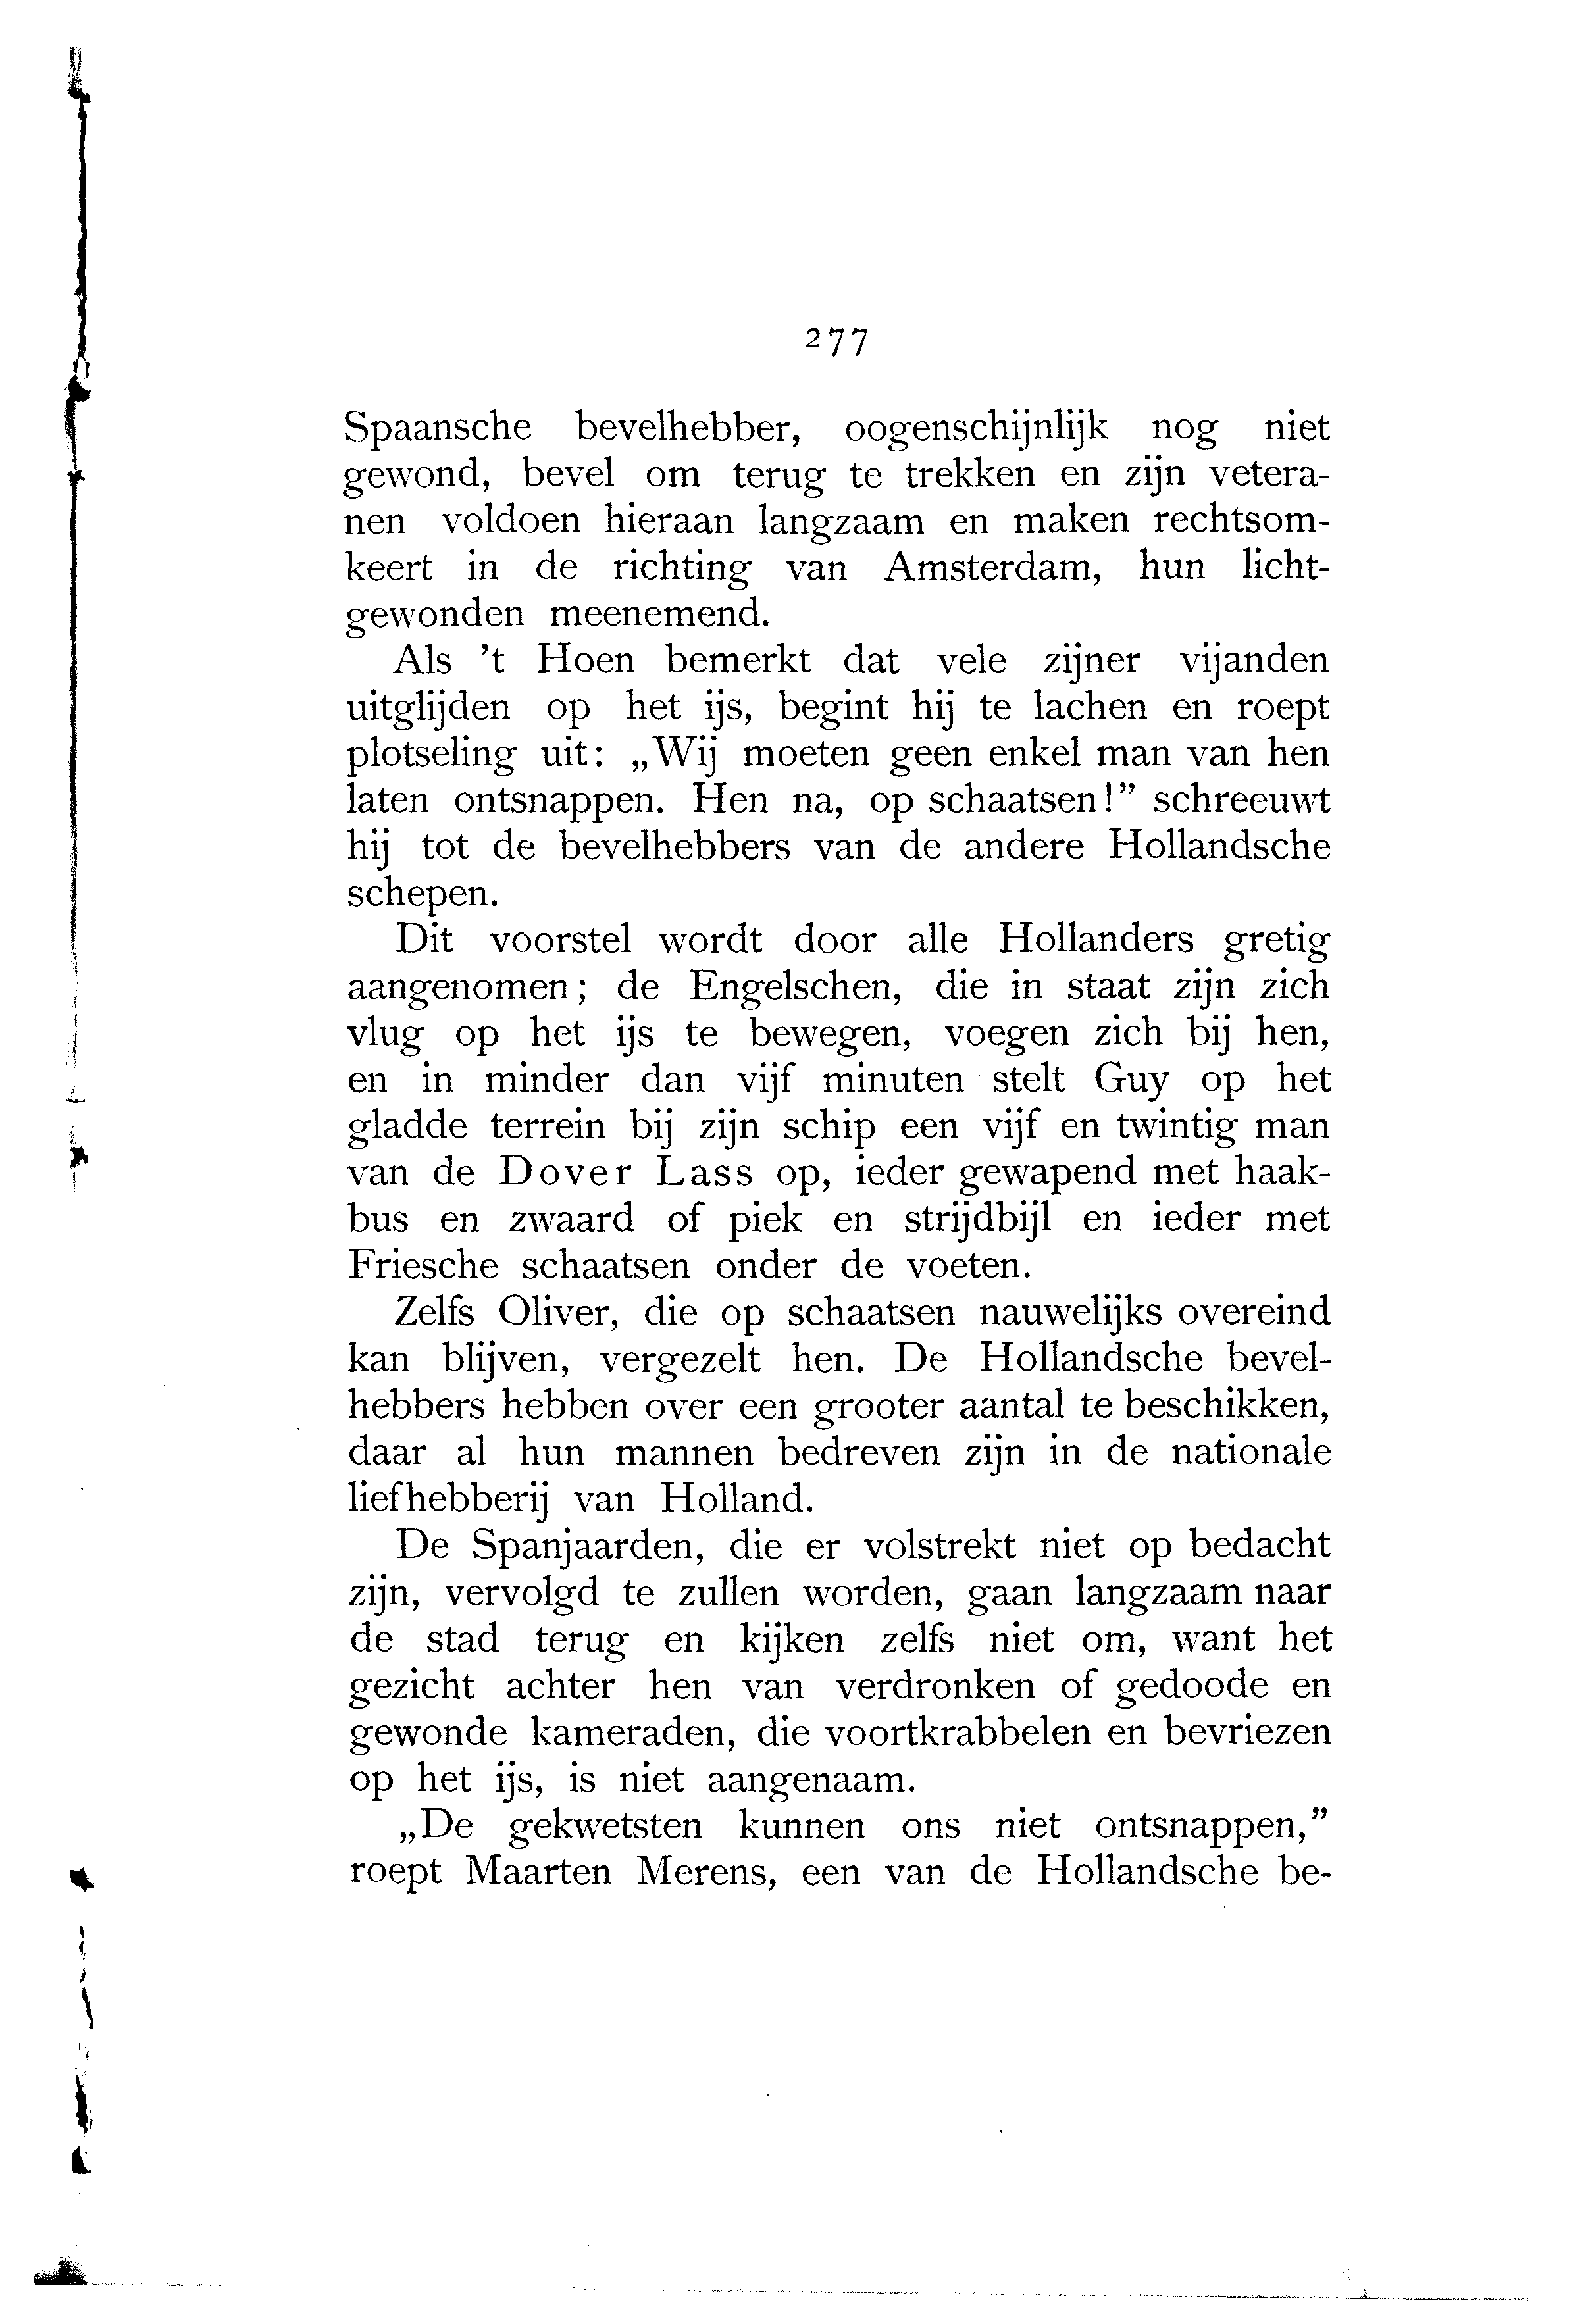 277
Spaansche bevelhebber, oogenschijnlijk nog niet
gewond, bevel om terug te trekken en zijn vetera-
nen voldoen hieraan langzaam en maken rechtsom-
keert in de richting van Amsterdam, hun licht-
gewonden meenemend.
Als 't Hoen bemerkt dat vele zijner vijanden
uitglijden op het ijs, begint hij te lachen en roept
plotseling uit: „Wij moeten geen enkel man van hen
laten ontsnappen. Hen na, op schaatsen!” schreeuwt
hij tot de bevelhebbers van de andere Hollandsche
schepen.
Dit voorstel wordt door alle Hollanders gretig
aangenomen; de Engelschen, die in staat zijn zich
vlug op het ijs te bewegen, voegen zich bij hen,
en in minder dan vijf minuten stelt Guy op het
gladde terrein bij zijn schip een vijf en twintig man
van de Dover Lass op, ieder gewapend met haak-
bus en zwaard of piek en strijdbijl en ieder met
Friesche schaatsen onder de voeten.
Zelfs Oliver, die op schaatsen nauwelijks overeind
kan blijven, vergezelt hen. De Hollandsche bevel-
hebbers hebben over een grooter aantal te beschikken,
daar al hun mannen bedreven zijn in de nationale
liefhebberij van Holland.
De Spanjaarden, die er volstrekt niet op bedacht
zijn, vervolgd te zullen worden, gaan langzaam naar
de stad terug en kijken zelfs niet om, want het
gezicht achter hen van verdronken of gedoode en
gewonde kameraden, die voortkrabbelen en bevriezen
op het ijs, is niet aangenaam.
„De gekwetsten kunnen ons niet ontsnappen,”
roept Maarten Merens, een van de Hollandsche be-